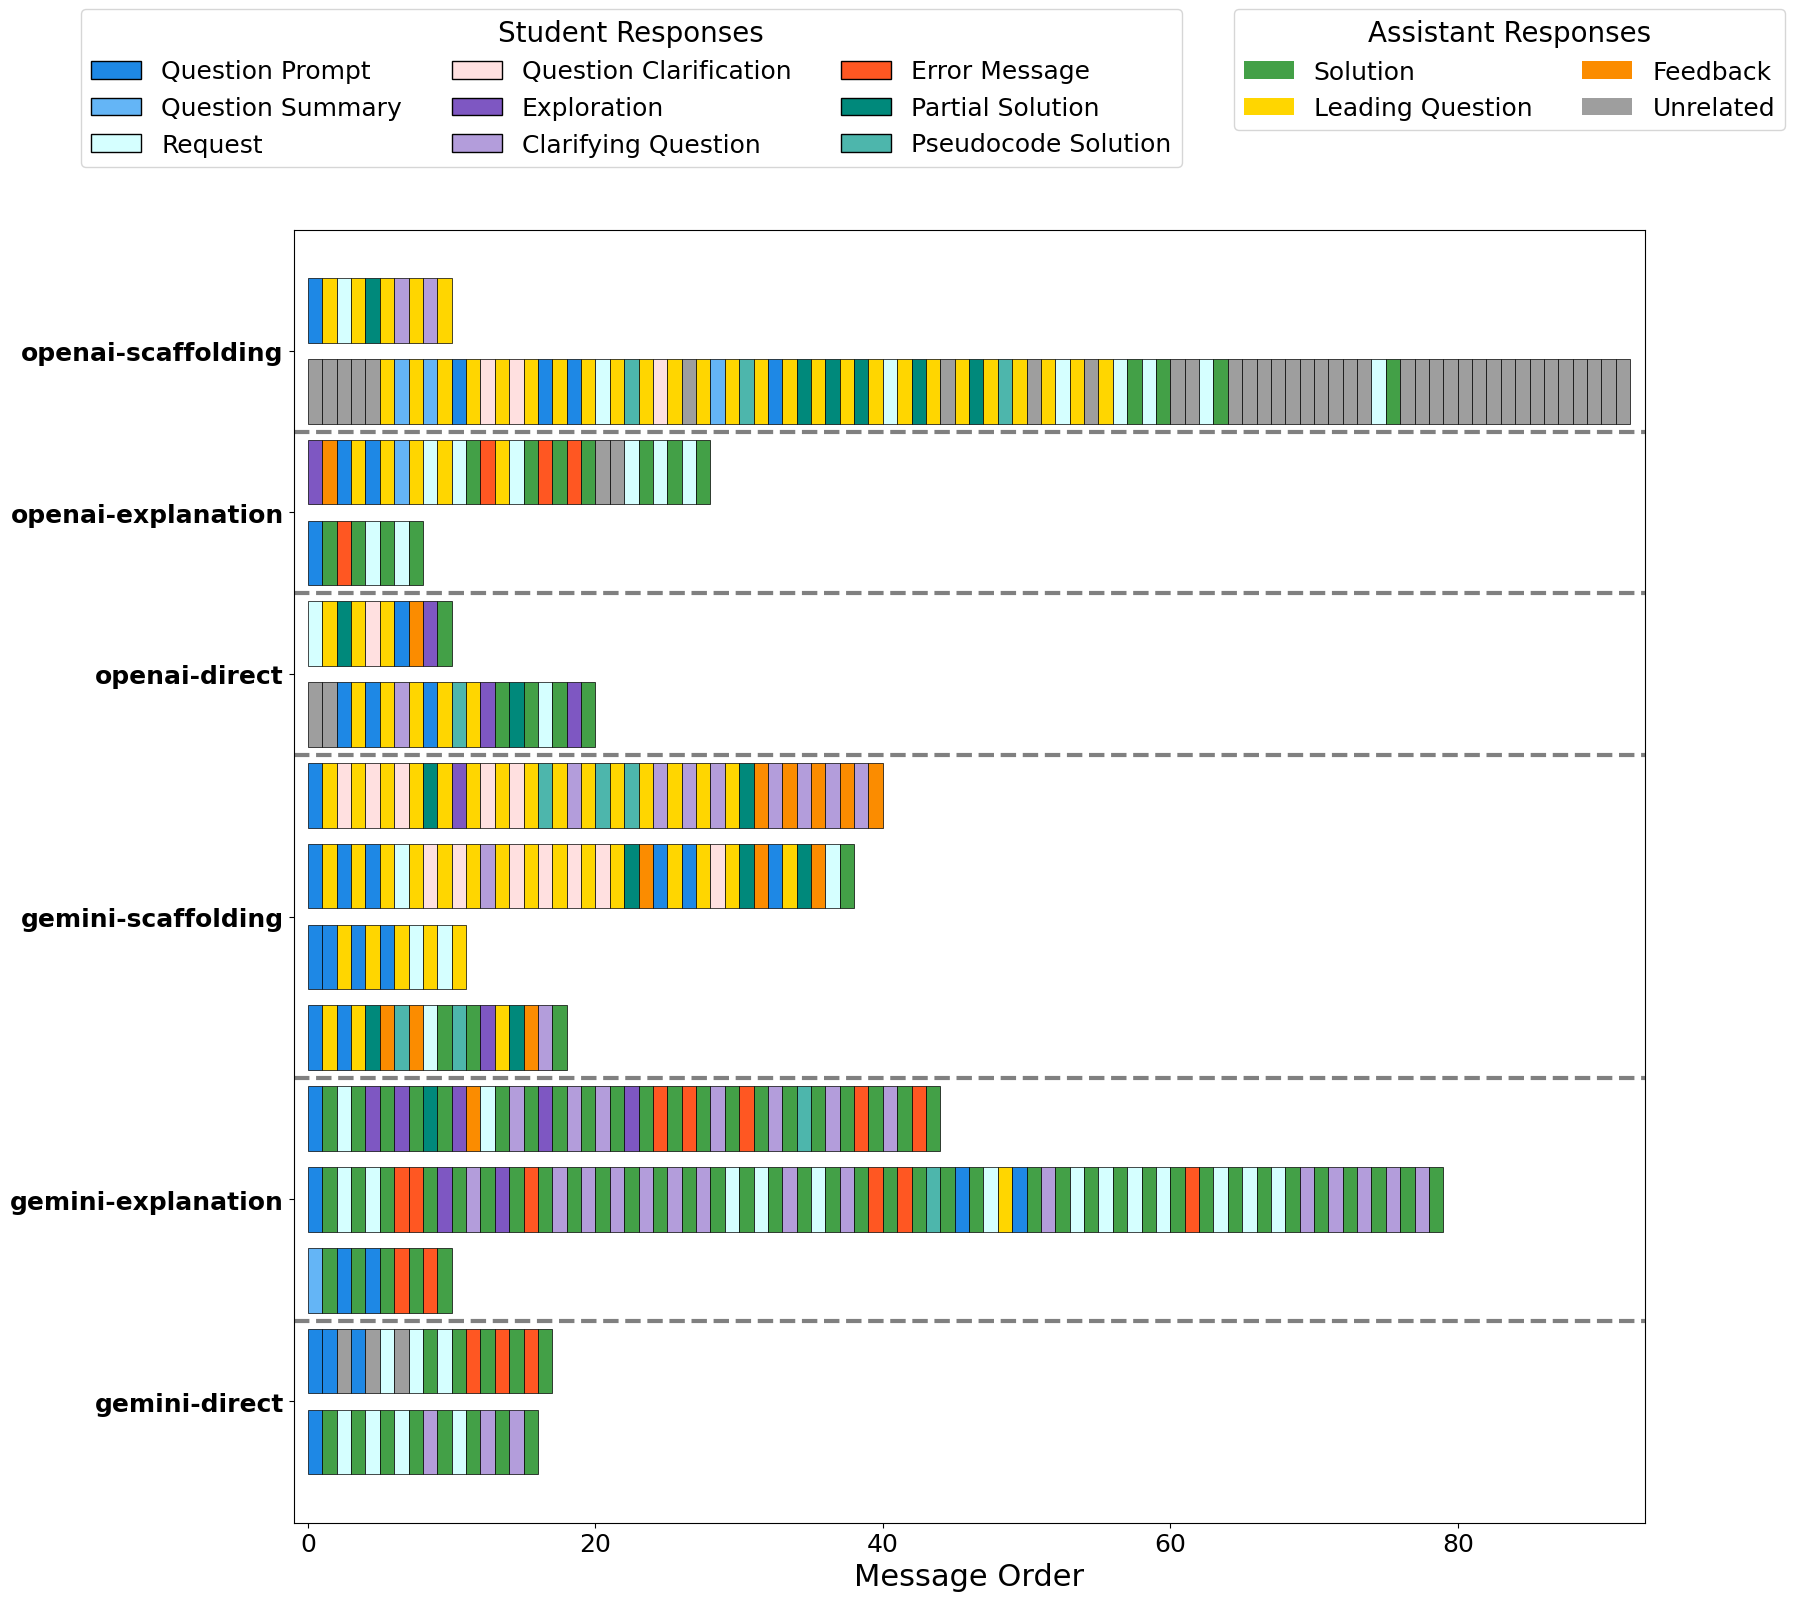 Student Responses
Question Prompt
Question Summary
Request
Question Clarification
Exploration
Clarifying Question
Error Message
Partial Solution
Pseudocode Solution
Assistant Responses
Solution
Leading Question
Feedback
Unrelated
openai-scaffolding
openai-explanation
openai-direct
gemini-scaffolding
gemini-explanation
gemini-direct
0 20 40 60 80
Message Order